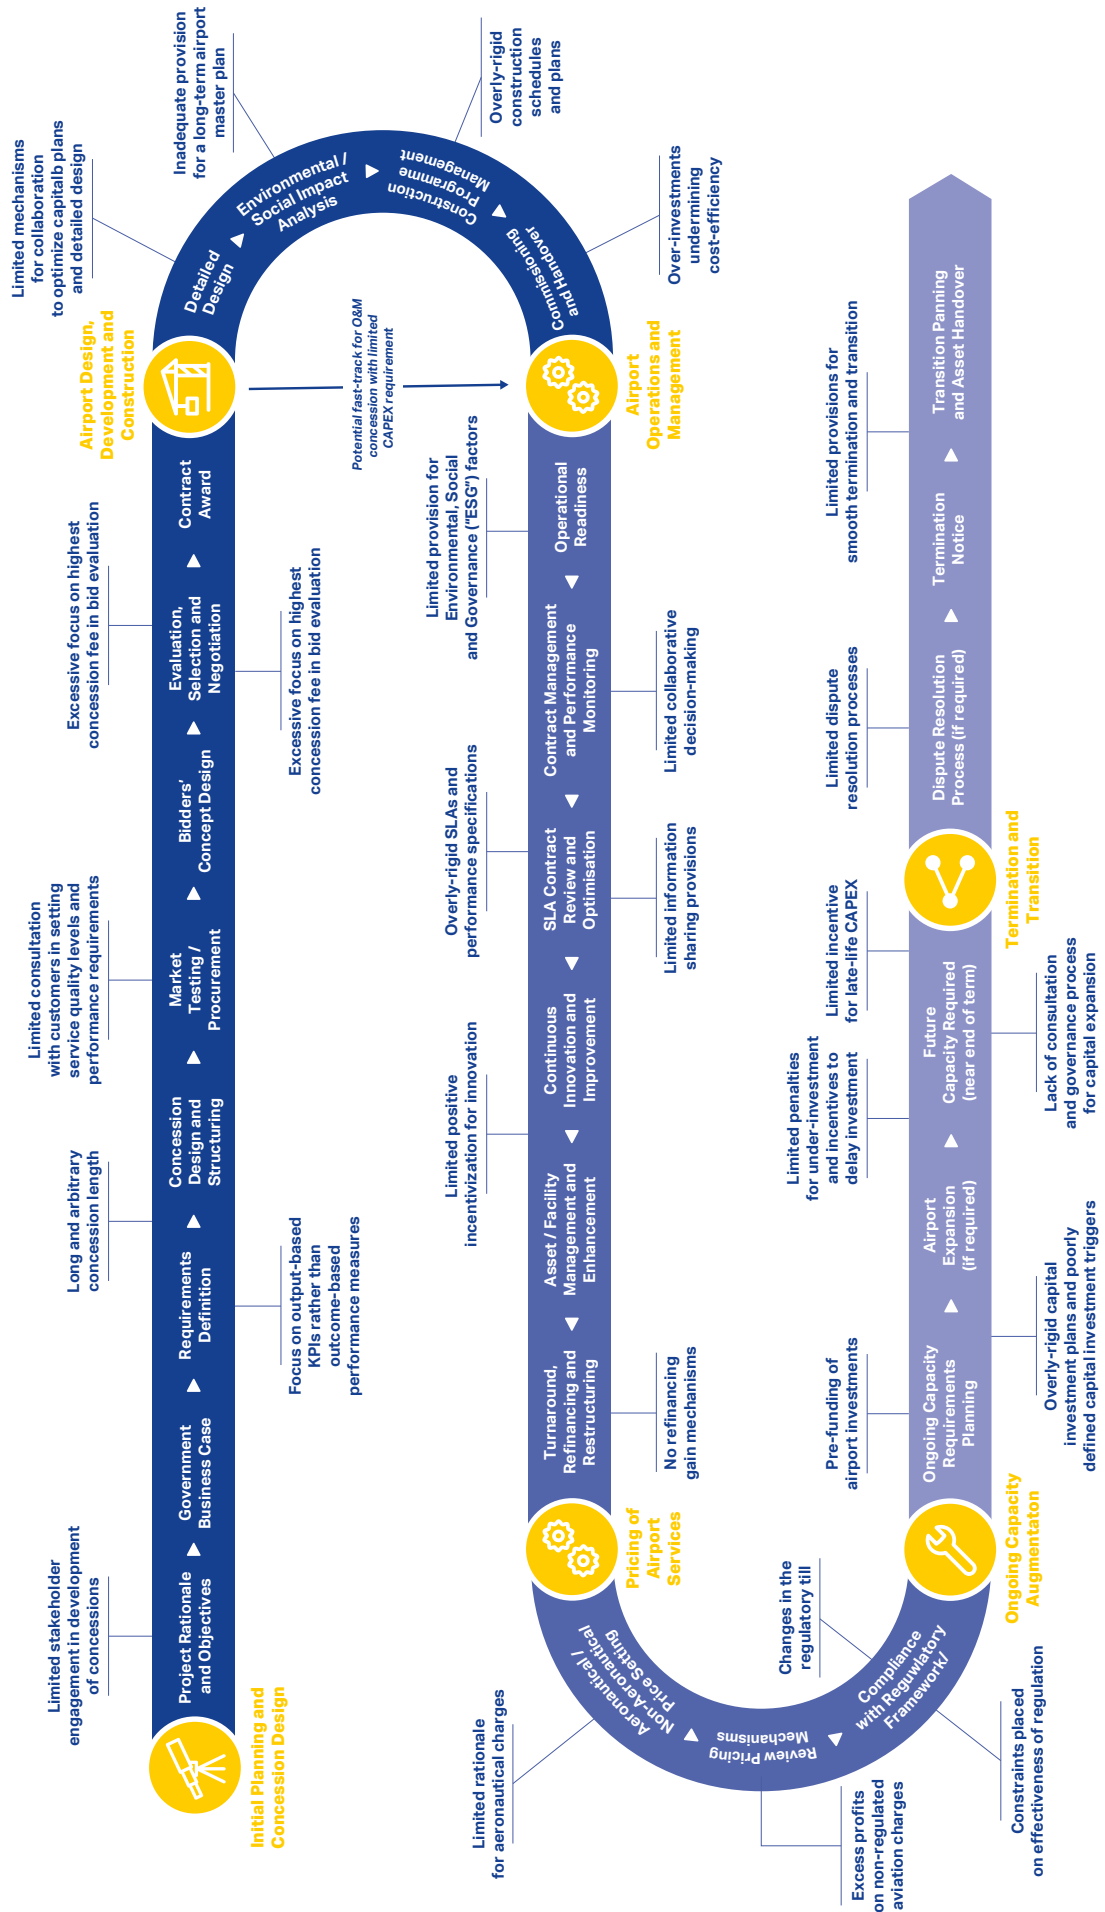 Initial Planning and
Concession Design
Limited stakeholder
engagement in development
of concessions
Project Rationale
and Objectives
Government
Business Case
Requirements
Definition
Focus on output-based
KPIs rather than
outcome-based
performance measures
Long and arbitrary
concession length
Concession
Design and
Structuring
Limited consultation
with customers in setting
service quality levels and
performance requirements
Market
Testing /
Procurement
Bidders'
Concept Design
Excessive focus on highest
concession fee in bid evaluation
Evaluation,
Selection and
Negotiation
Excessive focus on highest
concession fee in bid evaluation
Contract
Award
Airport Design,
Development and
Construction
Limited mechanisms
for collaboration
to optimize capitalb plans
and detailed design
Detailed
Design
Inadequate provision
for a long-term airport
master plan
Environmental /
Social Impact
Analysis
Overly-rigid
construction
schedules
and plans
Construction
Programme
Management
Over-investments
undermining
cost-efficiency
Commissioning
and Handover
Potential fast-track for O&M
concession with limited
CAPEX requirement
Airport
Operations and
Management
Limited provision for
Environmental, Social
and Governance ("ESG") factors
Operational
Readiness
Contract Management
and Performance
Monitoring
Limited collaborative
decision-making
Overly-rigid SLAs and
performance specifications
SLA Contract
Review and
Optimisation
Limited information
sharing provisions
Continuous
Innovation and
Improvement
Limited positive
incentivization for innovation
Asset / Facility
Management and
Enhancement
Turnaround,
Refinancing and
Restructuring
No refinancing
gain mechanisms
Pricing of
Airport
Services
Limited rationale
for aeronautical charges
Aeronautical /
Non-Aeronautical
Price Setting
Review Pricing
Mechanisms
Excess profits
on non-regulated
aviation charges
Changes in the
regulatory till
Compliance
with Reguwlatory
Framework/
Constraints placed
on effectiveness of regulation
Ongoing Capacity
Augmentaton
Pre-funding of
airport investments
Ongoing Capacity
Requirements
Planning
Overly-rigid capital
investment plans and poorly
defined capital investment triggers
Airport
Expansion
(if required)
Limited penalties
for under-investment
and incentives to
delay investment
Future
Capacity Required
(near end of term)
Lack of consultation
and governance process
for capital expansion
Limited incentive
for late-life CAPEX
Termination and
Transition
Limited dispute
resolution processes
Dispute Resolution
Process (if required)
Termination
Notice
Limited provisions for
smooth termination and transition
Transition Panning
and Asset Handover